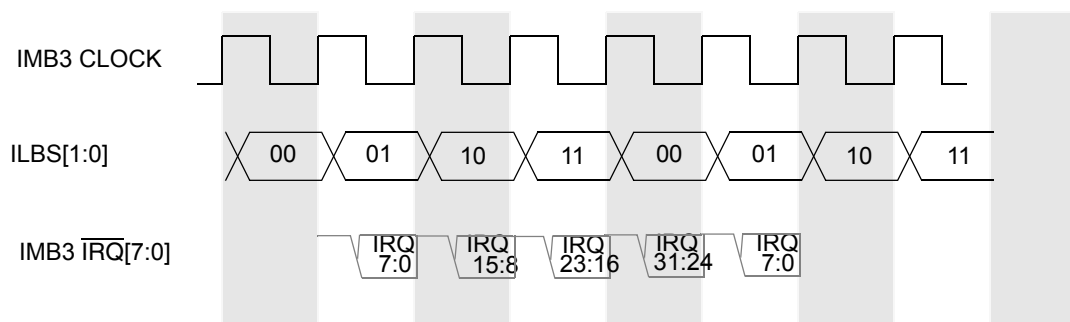 IMB3 CLOCK
ILBS[1:0] 00 01 10 11 00 01 10 11
IMB3 IRQ[7:0] IRQ IRQ IRQ IRQ IRQ
7:0 15:8 23:16 31:24 7:0